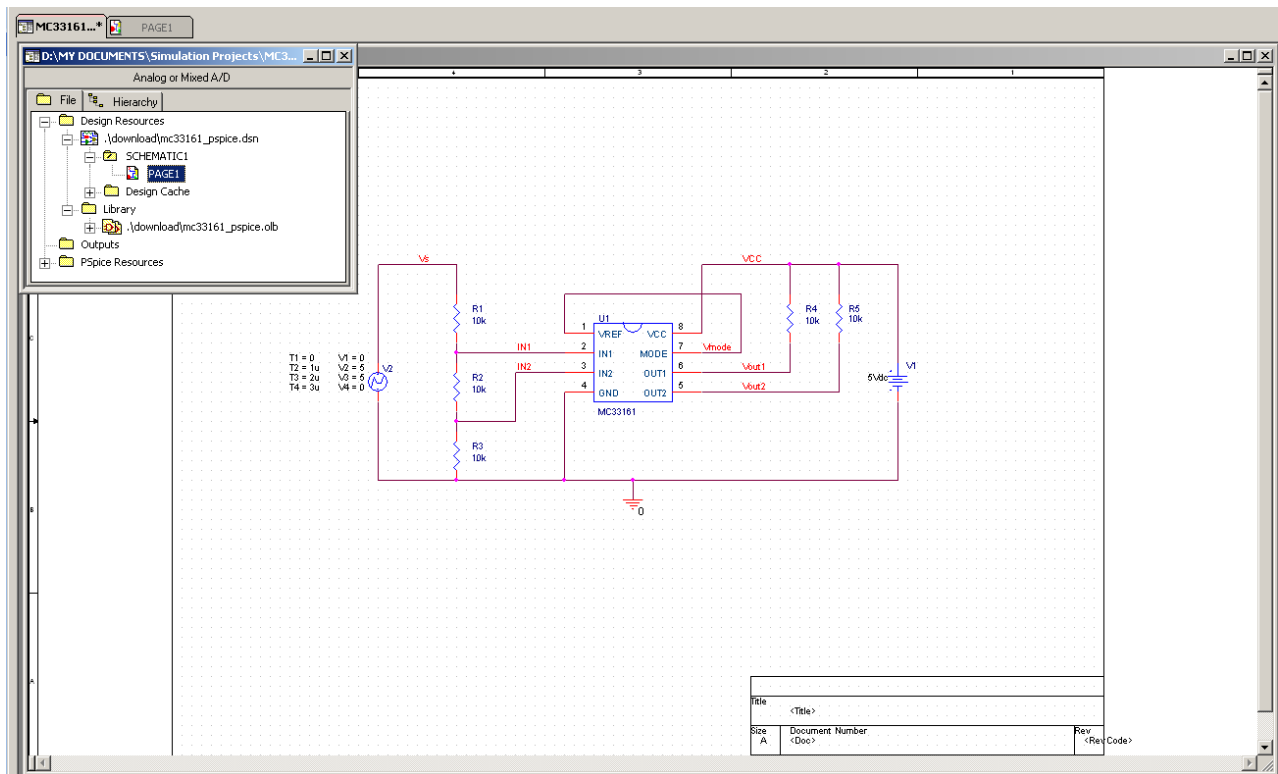 MC33161...*
PAGE1
D:\MY DOCUMENTS\Simulation Projects\MC3...
Analog or Mixed A/D
File
Hierarchy
Design Resources
.\download\mc33161_pspice.dsn
SCHEMATIC1
PAGE1
Design Cache
Library
.\download\mc33161_pspice.olb
Outputs
PSpice Resources
4
3
2
1
C
B
A
Vs
VCC
R1
10k
R4
10k
R5
10k
U1
1
VREF
VCC
8
IN1
2
IN1
MODE
7
Vmode
IN2
3
IN2
OUT1
6
Vout1
4
GND
OUT2
5
Vout2
MC33161
T1 = 0 V1 = 0
T2 = 1u V2 = 5
T3 = 2u V3 = 5
T4 = 3u V4 = 0
V2
R2
10k
R3
10k
V1
5Vdc
0
Title
<Title>
Size
A
Document Number
<Doc>
Rev
<RevCode>